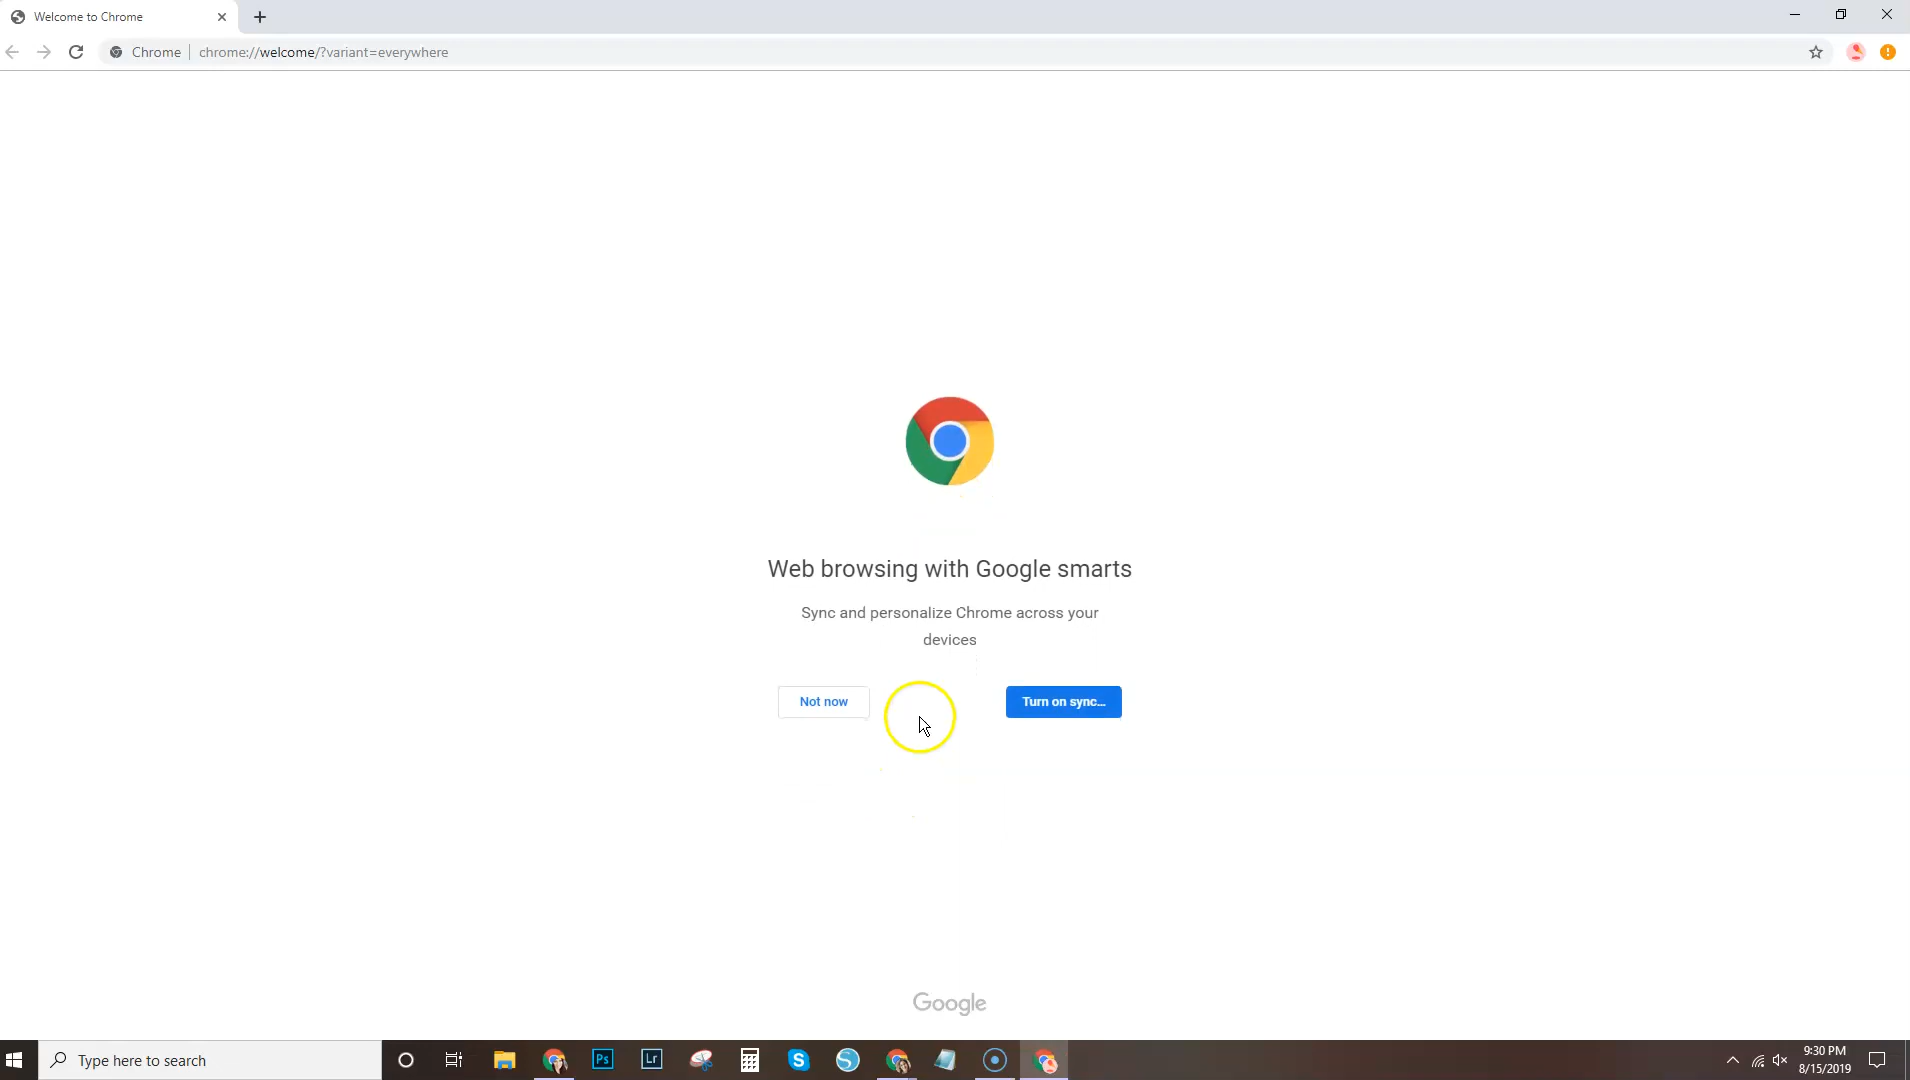 Welcome to Chrome
Chrome
chrome://welcome/?variant=everywhere
Web browsing with Google smarts
Sync and personalize Chrome across your
devices
Not now
Turn on sync...
Google
Type here to search
Ps
Lr
S
S
9:30 PM
8/15/2019